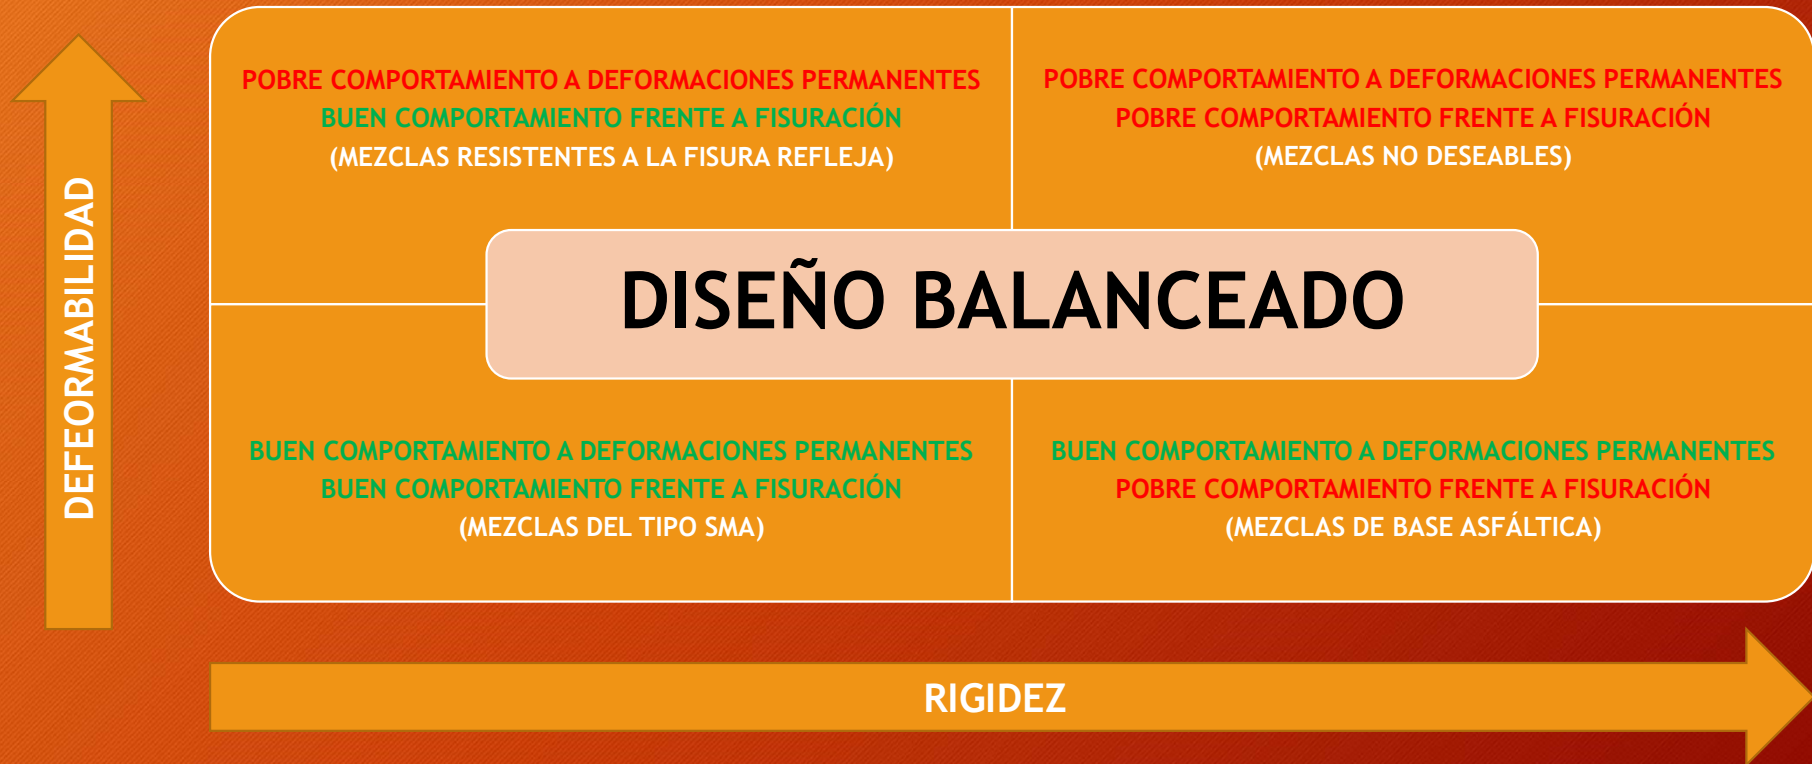 DEFEORMABILIDAD
POBRE COMPORTAMIENTO A DEFORMACIONES PERMANENTES
BUEN COMPORTAMIENTO FRENTE A FISURACIÓN
(MEZCLAS RESISTENTES A LA FISURA REFLEJA)
POBRE COMPORTAMIENTO A DEFORMACIONES PERMANENTES
POBRE COMPORTAMIENTO FRENTE A FISURACIÓN
(MEZCLAS NO DESEABLES)
DISEÑO BALANCEADO
BUEN COMPORTAMIENTO A DEFORMACIONES PERMANENTES
BUEN COMPORTAMIENTO FRENTE A FISURACIÓN
(MEZCLAS DEL TIPO SMA)
BUEN COMPORTAMIENTO A DEFORMACIONES PERMANENTES
POBRE COMPORTAMIENTO FRENTE A FISURACIÓN
(MEZCLAS DE BASE ASFÁLTICA)
RIGIDEZ